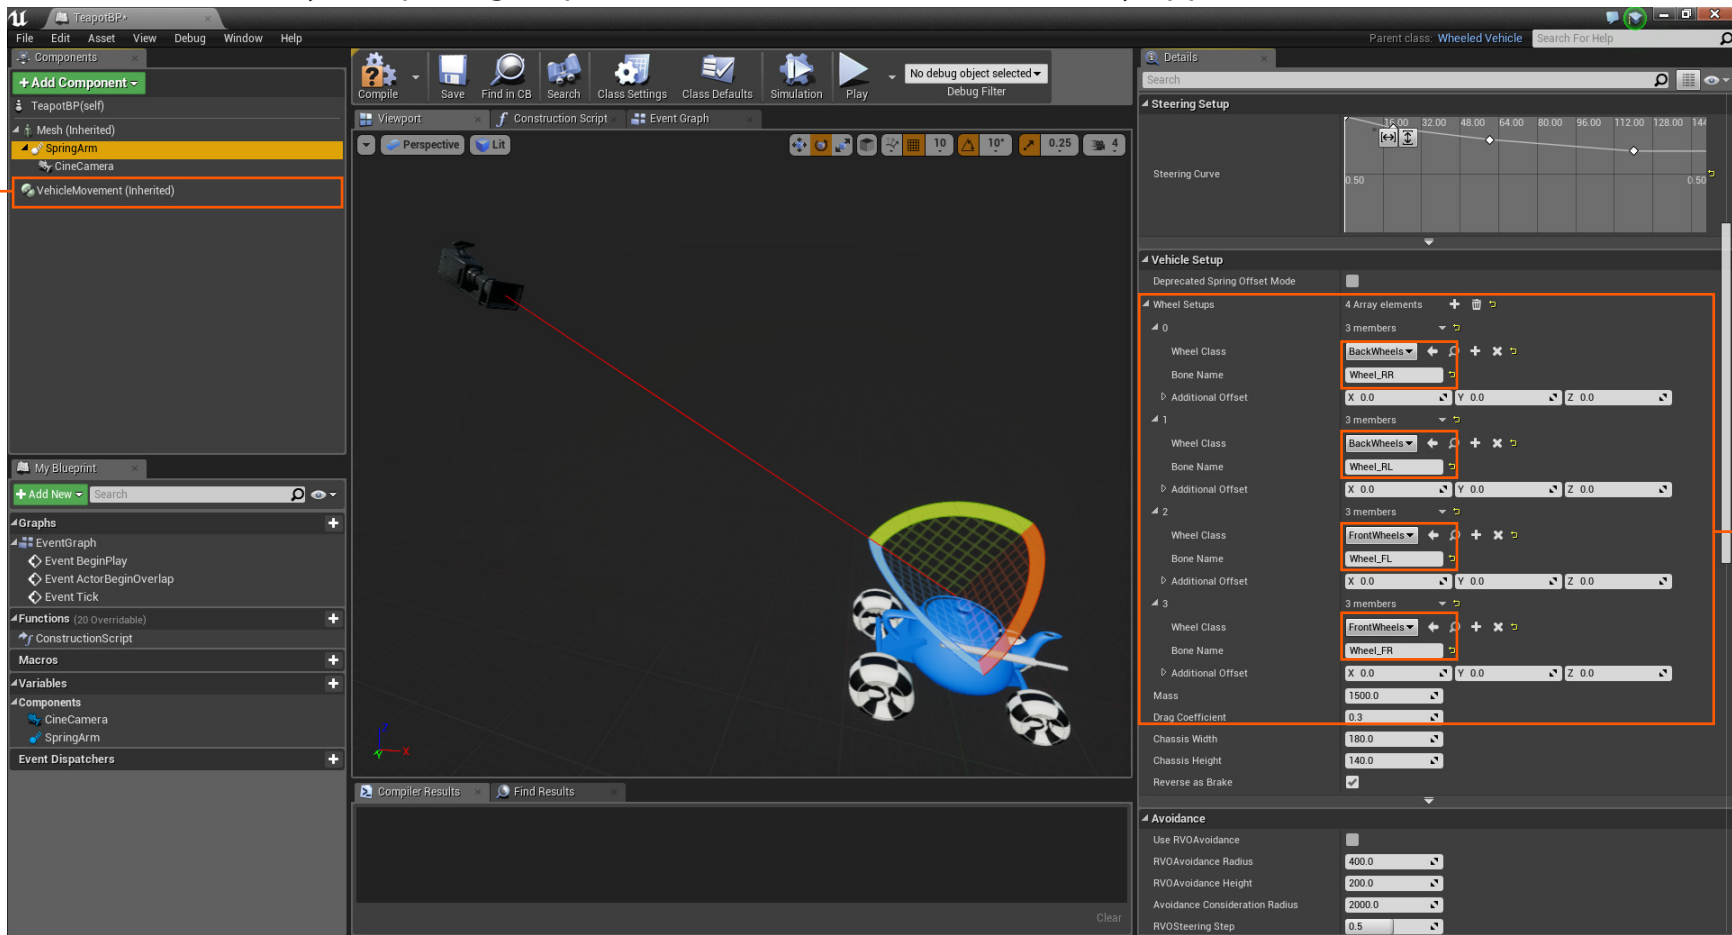 TeapotBP*
File Edit Asset View Debug Window Help
Parent class: Wheeled Vehicle
Search For Help
Components
+Add Component
TeapotBP(self)
Mesh (Inherited)
SpringArm
CineCamera
VehicleMovement (Inherited)
My Blueprint
+Add New
Search
Graphs
EventGraph
Event BeginPlay
Event ActorBeginOverlap
Event Tick
Functions (20 Overridable)
ConstructionScript
Macros
Variables
Components
CineCamera
SpringArm
Event Dispatchers
Compile Save Find in CB Search Class Settings Class Defaults Simulation Play
No debug object selected
Debug Filter
Viewport Construction Script Event Graph
Perspective Lit
10 10° 0.25 4
Z
Y X
Compiler Results Find Results
Clear
Details
Search
Steering Setup
16.00 32.00 48.00 64.00 80.00 96.00 112.00 128.00 144
Steering Curve
0.50 0.50
Vehicle Setup
Deprecated Spring Offset Mode
Wheel Setups 4 Array elements
0 3 members
Wheel Class BackWheels
Bone Name Wheel_RR
Additional Offset X 0.0 Y 0.0 Z 0.0
1 3 members
Wheel Class BackWheels
Bone Name Wheel_RL
Additional Offset X 0.0 Y 0.0 Z 0.0
2 3 members
Wheel Class FrontWheels
Bone Name Wheel_FL
Additional Offset X 0.0 Y 0.0 Z 0.0
3 3 members
Wheel Class FrontWheels
Bone Name Wheel_FR
Additional Offset X 0.0 Y 0.0 Z 0.0
Mass 1500.0
Drag Coefficient 0.3
Chassis Width 180.0
Chassis Height 140.0
Reverse as Brake
Avoidance
Use RVOAvoidance
RVOAvoidance Radius 400.0
RVOAvoidance Height 200.0
Avoidance Consideration Radius 2000.0
RVOSteering Step 0.5